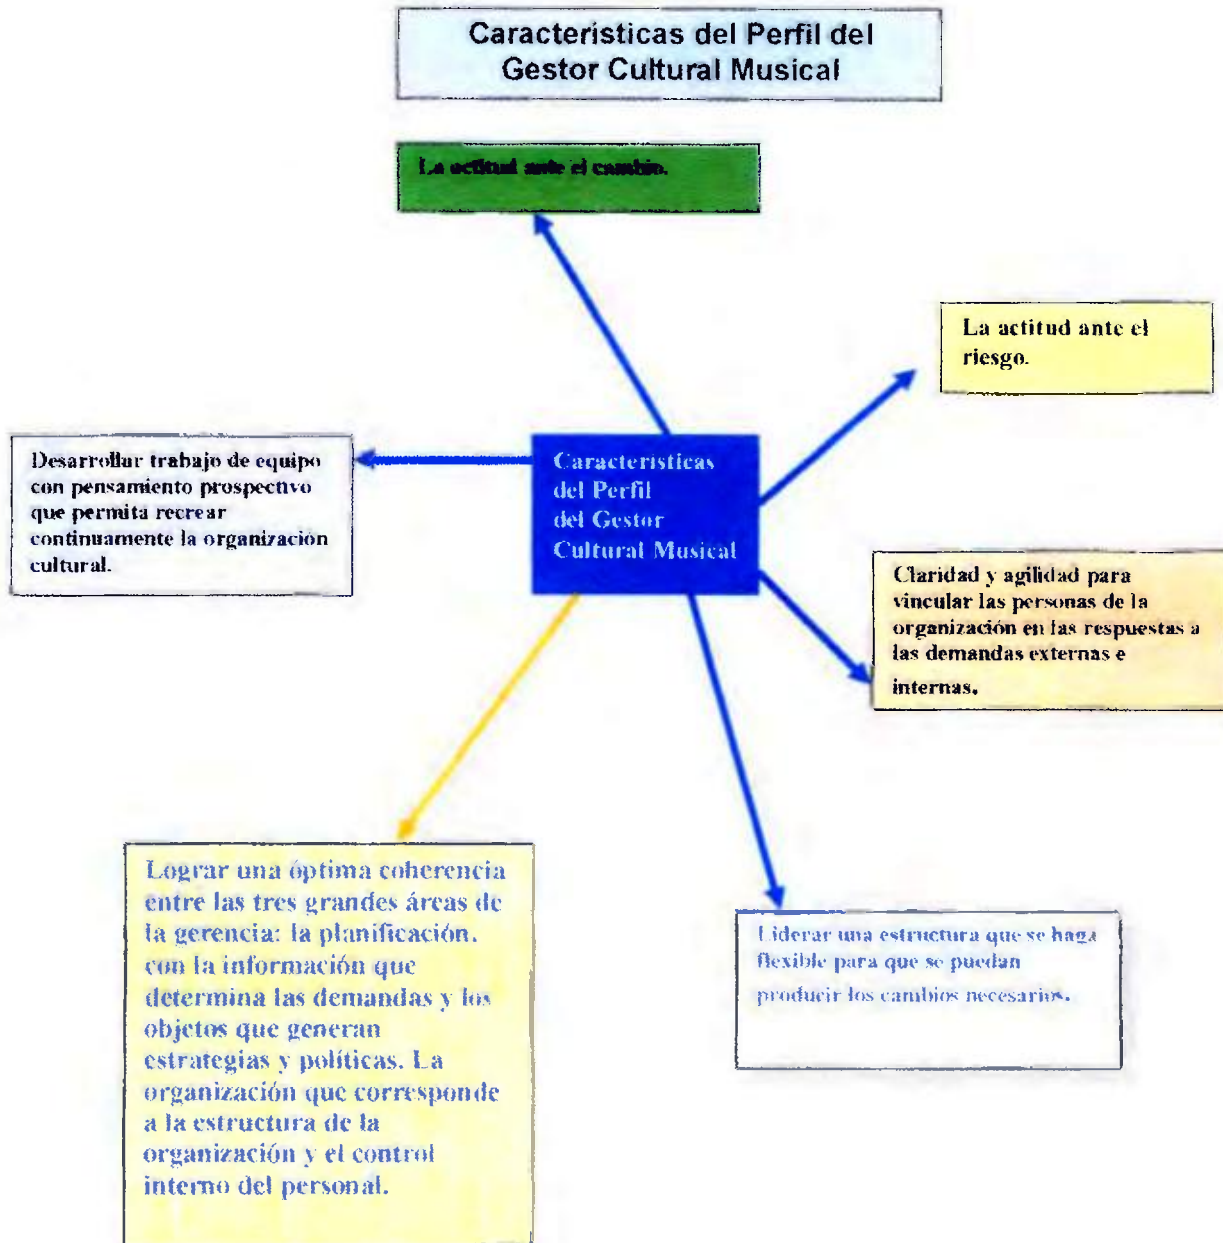 Características del Perfil del
Gestor Cultural Musical
La actitud ante el cambio.
La actitud ante el
riesgo.
Desarrollar trabajo de equipo
con pensamiento prospectivo
que permita recrear
continuamente la organización
cultural.
Características
del Perfil
del Gestor
Cultural Musical
Claridad y agilidad para
vincular las personas de la
organización en las respuestas a
las demandas externas e
internas.
Lograr una óptima coherencia
entre las tres grandes áreas de
la gerencia: la planificación,
con la información que
determina las demandas y los
objetos que generan
estrategias y políticas. La
organización que corresponde
a la estructura de la
organización y el control
interno del personal.
Liderar una estructura que se haga
flexible para que se puedan
producir los cambios necesarios.